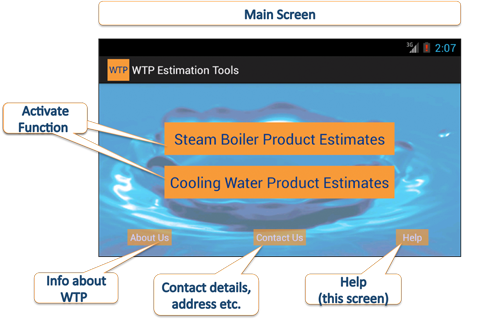 Main Screen
3G 2:07
WTP WTP Estimation Tools
Activate
Function
Steam Boiler Product Estimates
Cooling Water Product Estimates
About Us Contact Us Help
Info about
WTP
Contact details,
address etc.
Help
(this screen)